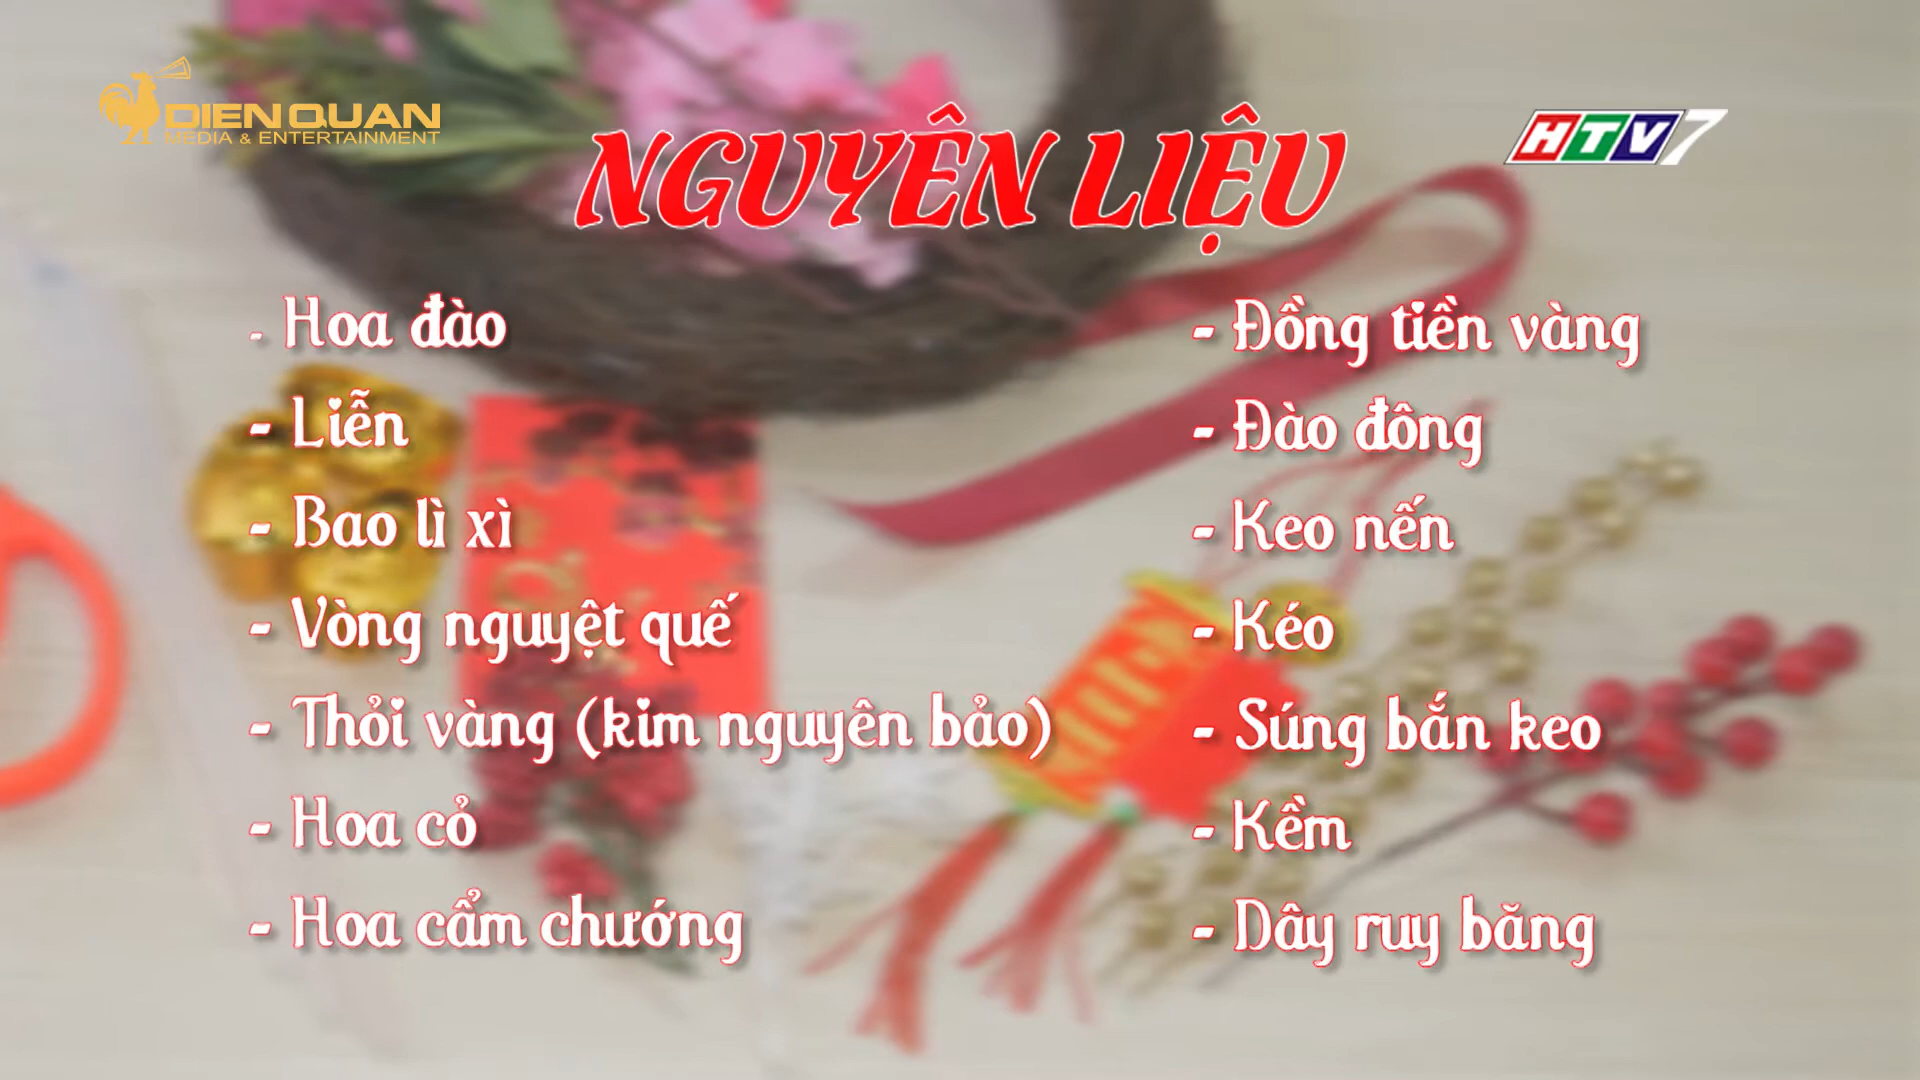 DIEN QUAN
MEDIA & ENTERTAINMENT
HTV7
NGUYÊN LIỆU
- Hoa đào
- Liễn
- Bao lì xì
- Vòng nguyệt quế
- Thỏi vàng (kim nguyên bảo)
- Hoa cỏ
- Hoa cẩm chướng
- Đồng tiền vàng
- Đào đông
- Keo nến
- Kéo
- Súng bắn keo
- Kềm
- Dây ruy băng